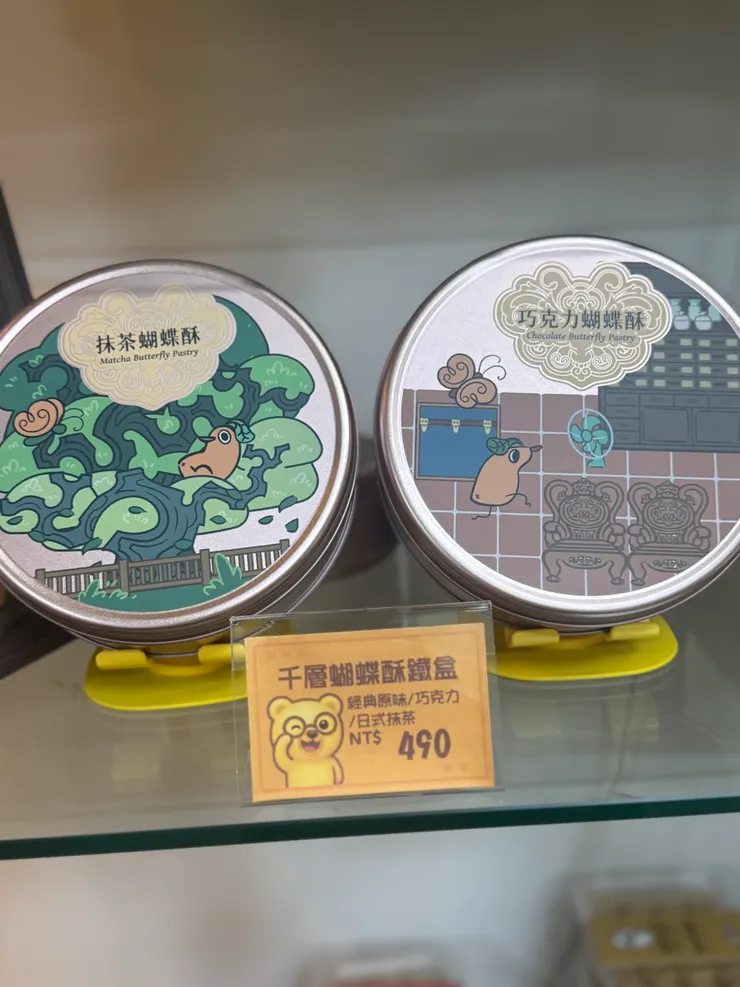 抹茶蝴蝶酥
Matcha Butterfly Pastry
巧克力蝴蝶酥
Chocolate Butterfly Pastry
千層蝴蝶酥鐵盒
經典原味/巧克力
/日式抹茶
NT$ 490